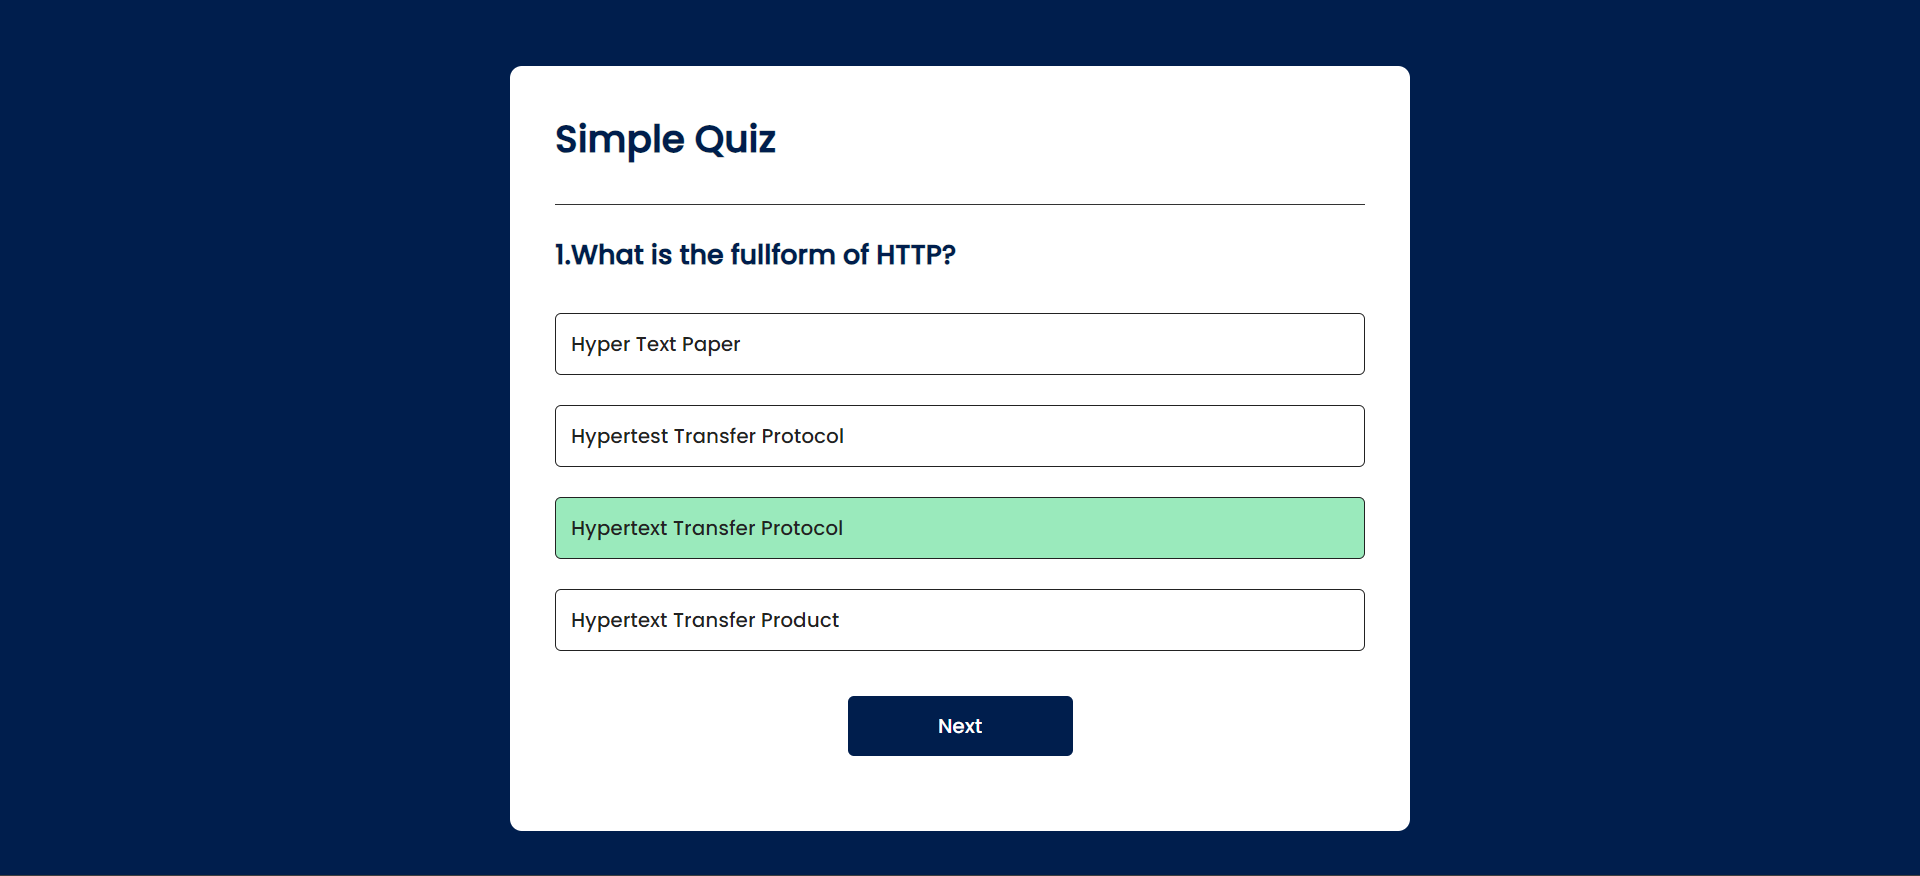 Simple Quiz
1.What is the fullform of HTTP?
Hyper Text Paper
Hypertest Transfer Protocol
Hypertext Transfer Protocol
Hypertext Transfer Product
Next